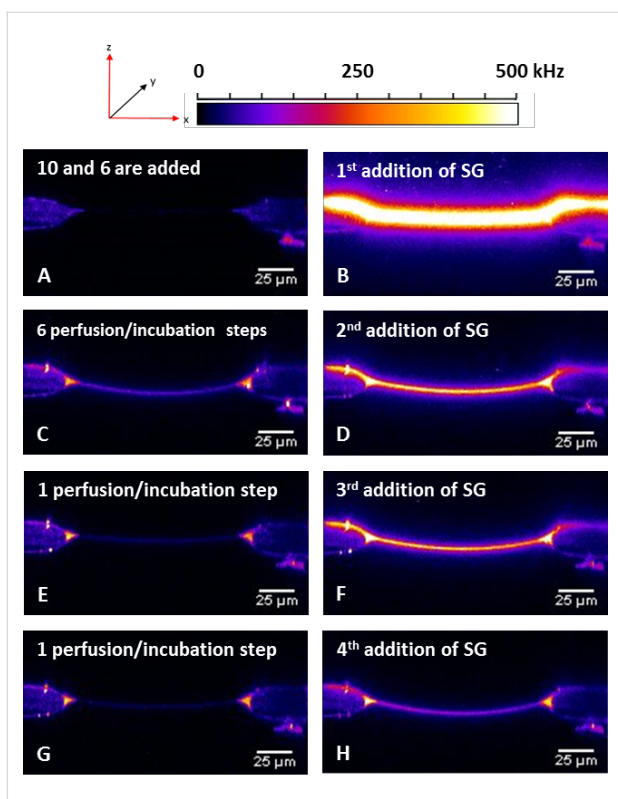 z
y
x
0 250 500 kHz
10 and 6 are added
A
25 µm
1st addition of SG
B
25 µm
6 perfusion/incubation steps
C
25 µm
2nd addition of SG
D
25 µm
1 perfusion/incubation step
E
25 µm
3rd addition of SG
F
25 µm
1 perfusion/incubation step
G
25 µm
4th addition of SG
H
25 µm